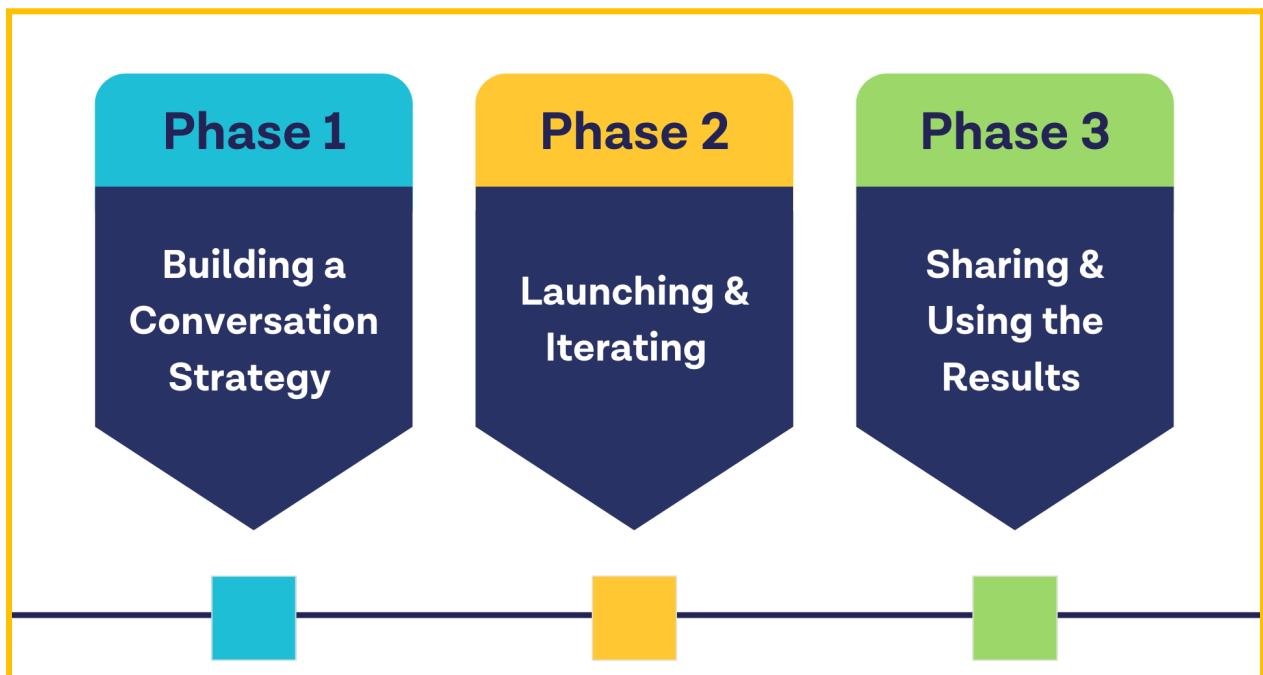 Phase 1
Building a
Conversation
Strategy
Phase 2
Launching &
Iterating
Phase 3
Sharing &
Using the
Results